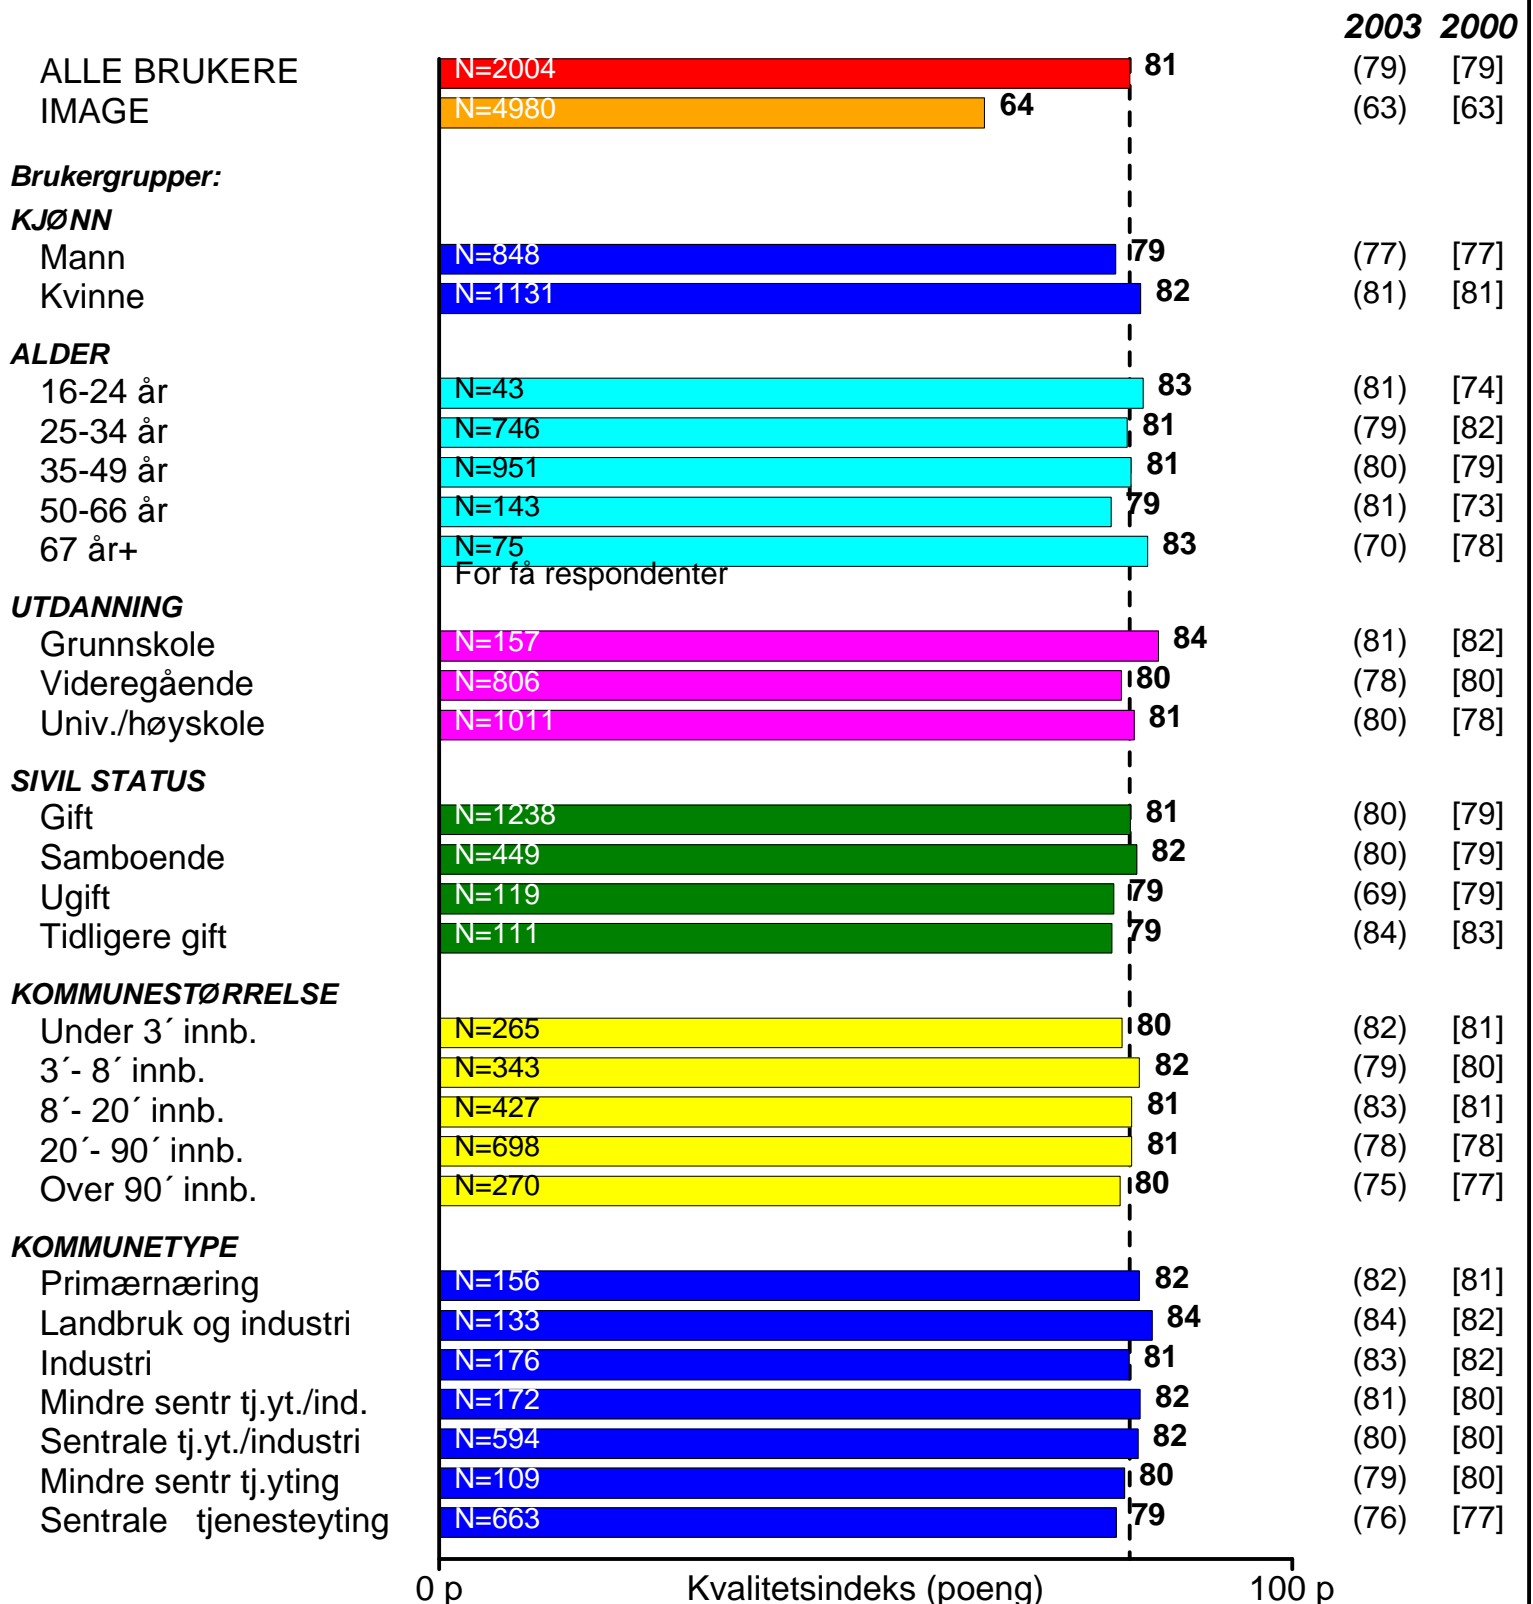 2003 2000
ALLE BRUKERE N=2004 81 (79) [79]
IMAGE N=4980 64 (63) [63]
Brukergrupper:
KJØNN
Mann N=848 79 (77) [77]
Kvinne N=1131 82 (81) [81]
ALDER
16-24 år N=43 83 (81) [74]
25-34 år N=746 81 (79) [82]
35-49 år N=951 81 (80) [79]
50-66 år N=143 79 (81) [73]
67 år+ N=75 83 (70) [78]
For få respondenter
UTDANNING
Grunnskole N=157 84 (81) [82]
Videregående N=806 80 (78) [80]
Univ./høyskole N=1011 81 (80) [78]
SIVIL STATUS
Gift N=1238 81 (80) [79]
Samboende N=449 82 (80) [79]
Ugift N=119 79 (69) [79]
Tidligere gift N=111 79 (84) [83]
KOMMUNESTØRRELSE
Under 3´ innb. N=265 80 (82) [81]
3´- 8´ innb. N=343 82 (79) [80]
8´- 20´ innb. N=427 81 (83) [81]
20´- 90´ innb. N=698 81 (78) [78]
Over 90´ innb. N=270 80 (75) [77]
KOMMUNETYPE
Primærnæring N=156 82 (82) [81]
Landbruk og industri N=133 84 (84) [82]
Industri N=176 81 (83) [82]
Mindre sentr tj.yt./ind. N=172 82 (81) [80]
Sentrale tj.yt./industri N=594 82 (80) [80]
Mindre sentr tj.yting N=109 80 (79) [80]
Sentrale tjenesteyting N=663 79 (76) [77]
0 p Kvalitetsindeks (poeng) 100 p